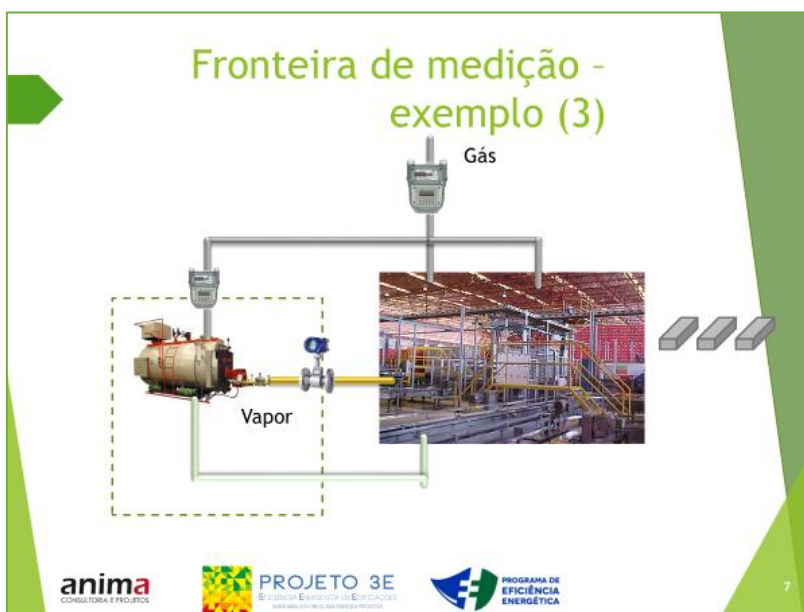 Fronteira de medição –
exemplo (3)
Gás
Vapor
anima
CONSULTORIA E PROJETOS
PROJETO 3E
EFICIÊNCIA ENERGÉTICA EM EDIFICAÇÕES
PROGRAMA DE
EFICIÊNCIA
ENERGÉTICA
7